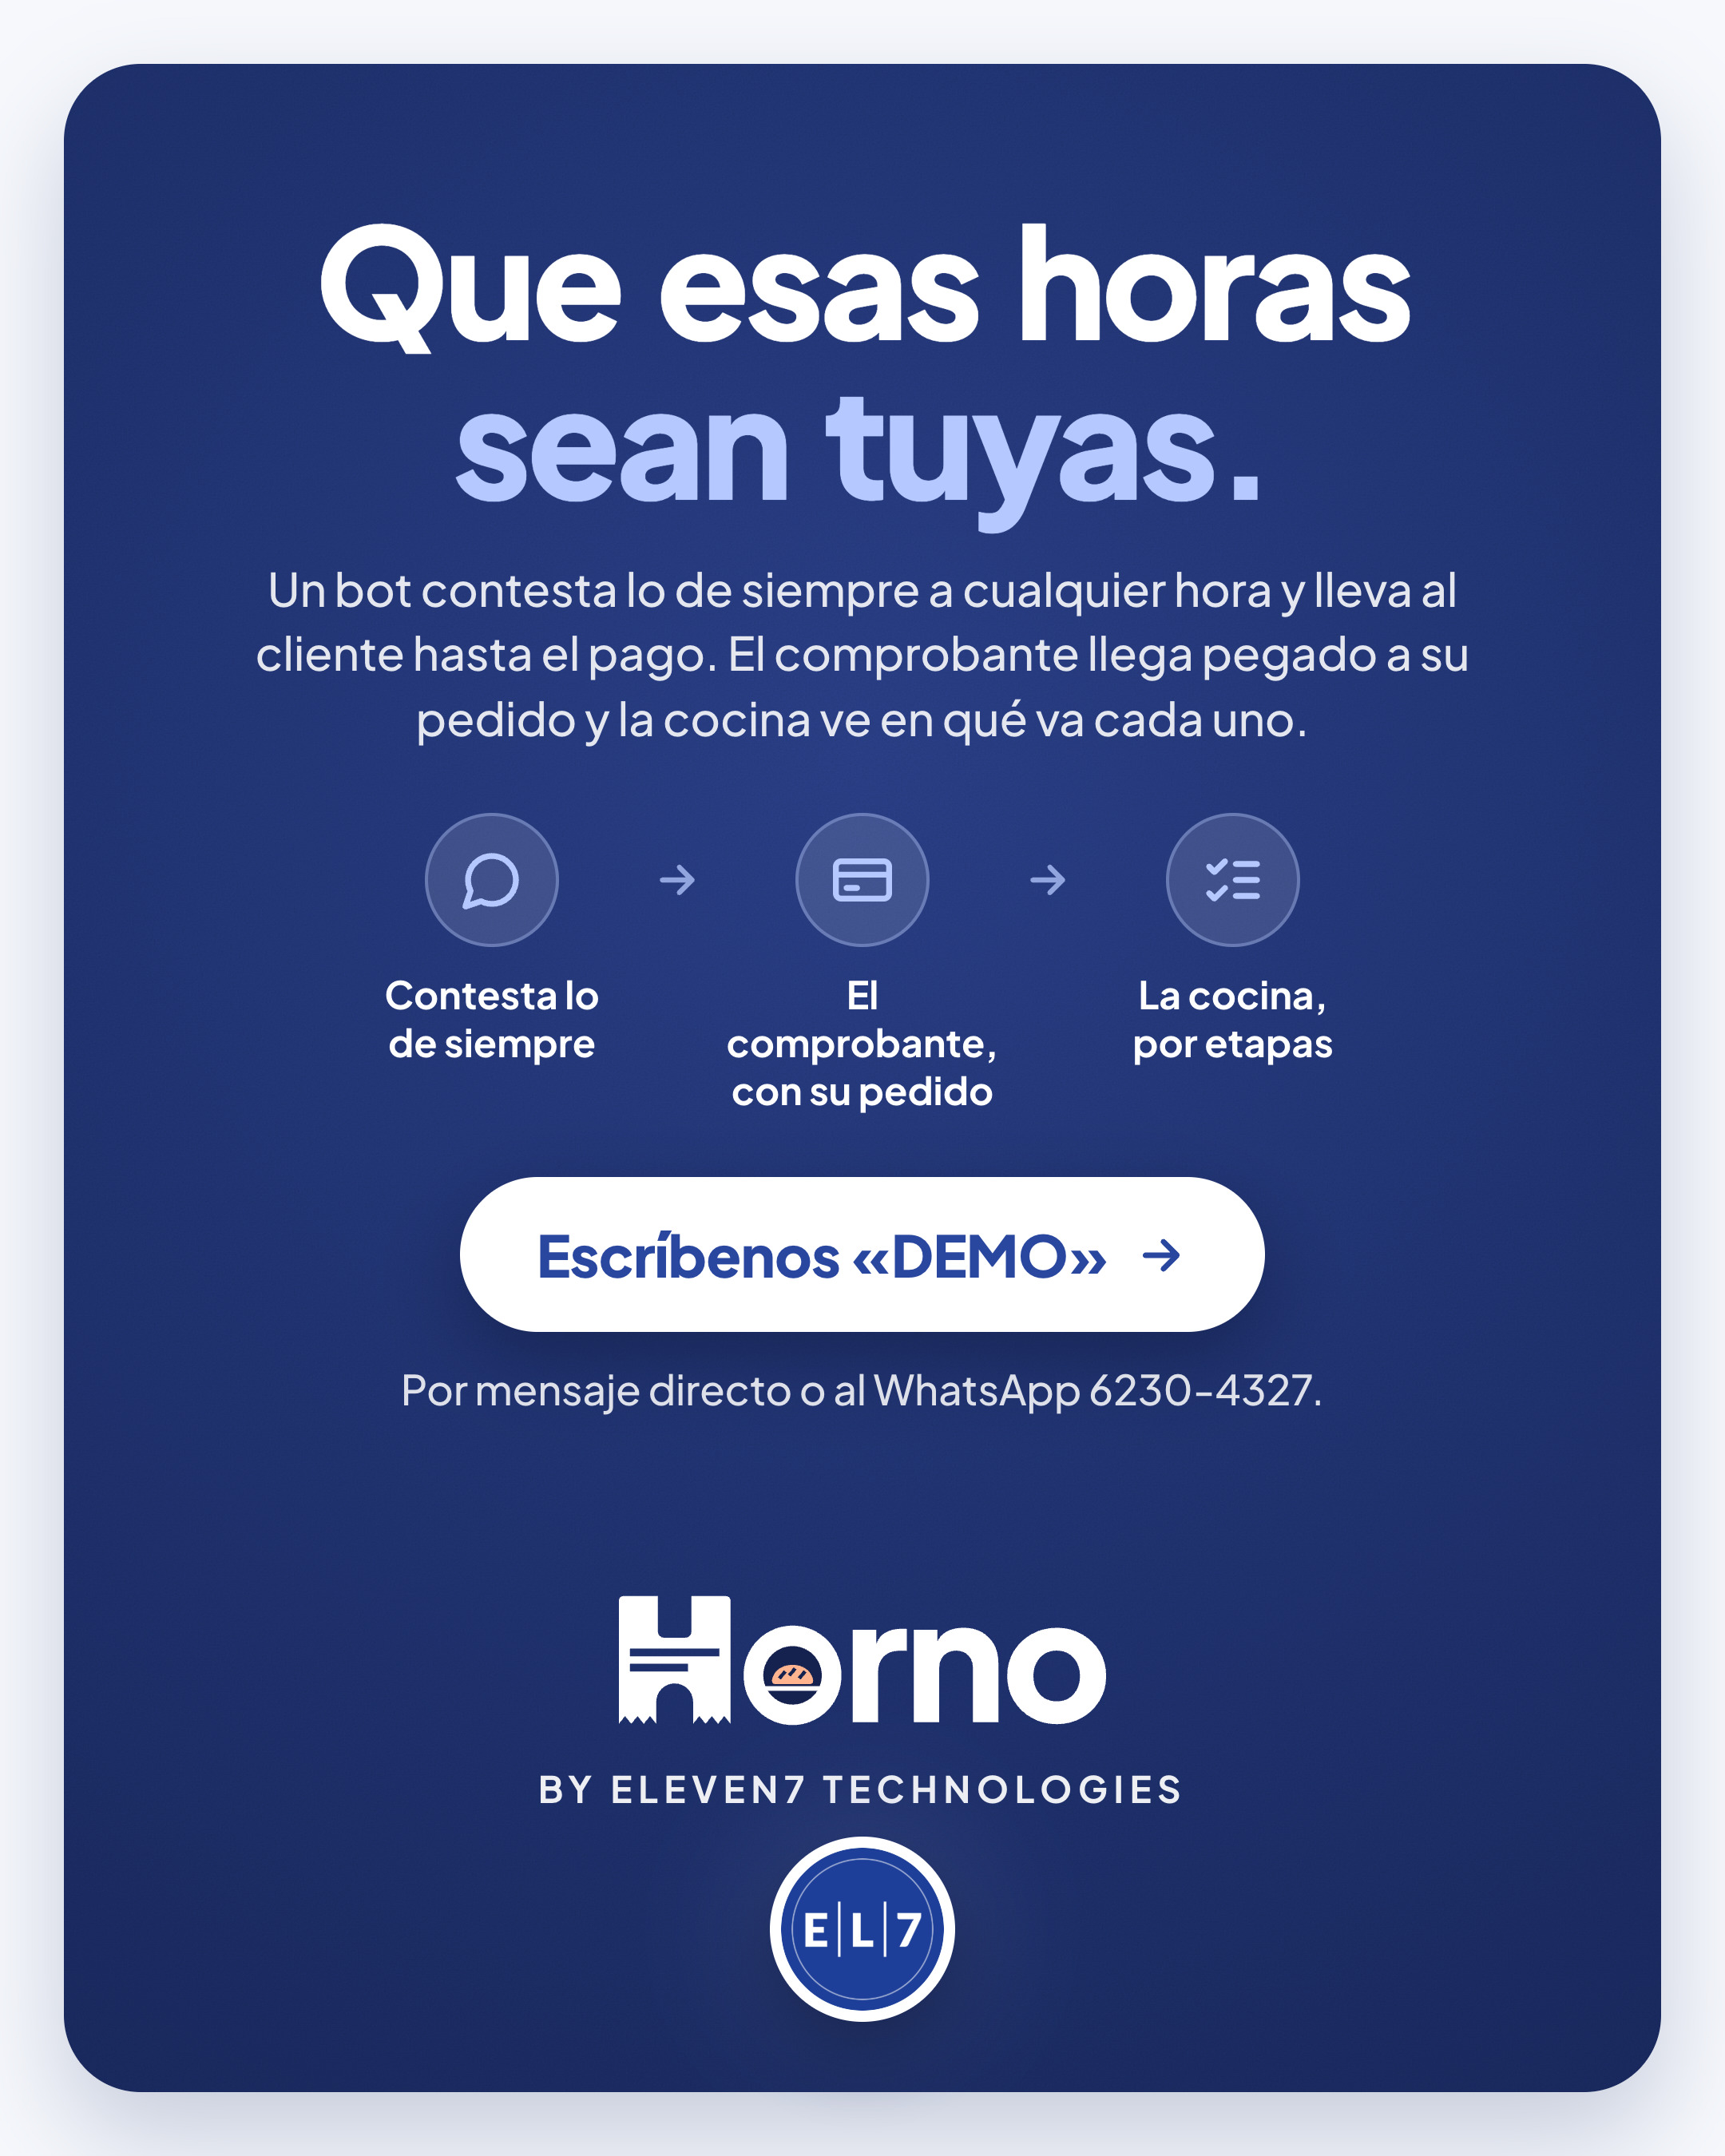 Que esas horas
sean tuyas.
Un bot contesta lo de siempre a cualquier hora y lleva al
cliente hasta el pago. El comprobante llega pegado a su
pedido y la cocina ve en qué va cada uno.
Contesta lo
de siempre
El
comprobante,
con su pedido
La cocina,
por etapas
Escríbenos «DEMO» →
Por mensaje directo o al WhatsApp 6230-4327.
Horno
BY ELEVEN7 TECHNOLOGIES
E|L|7